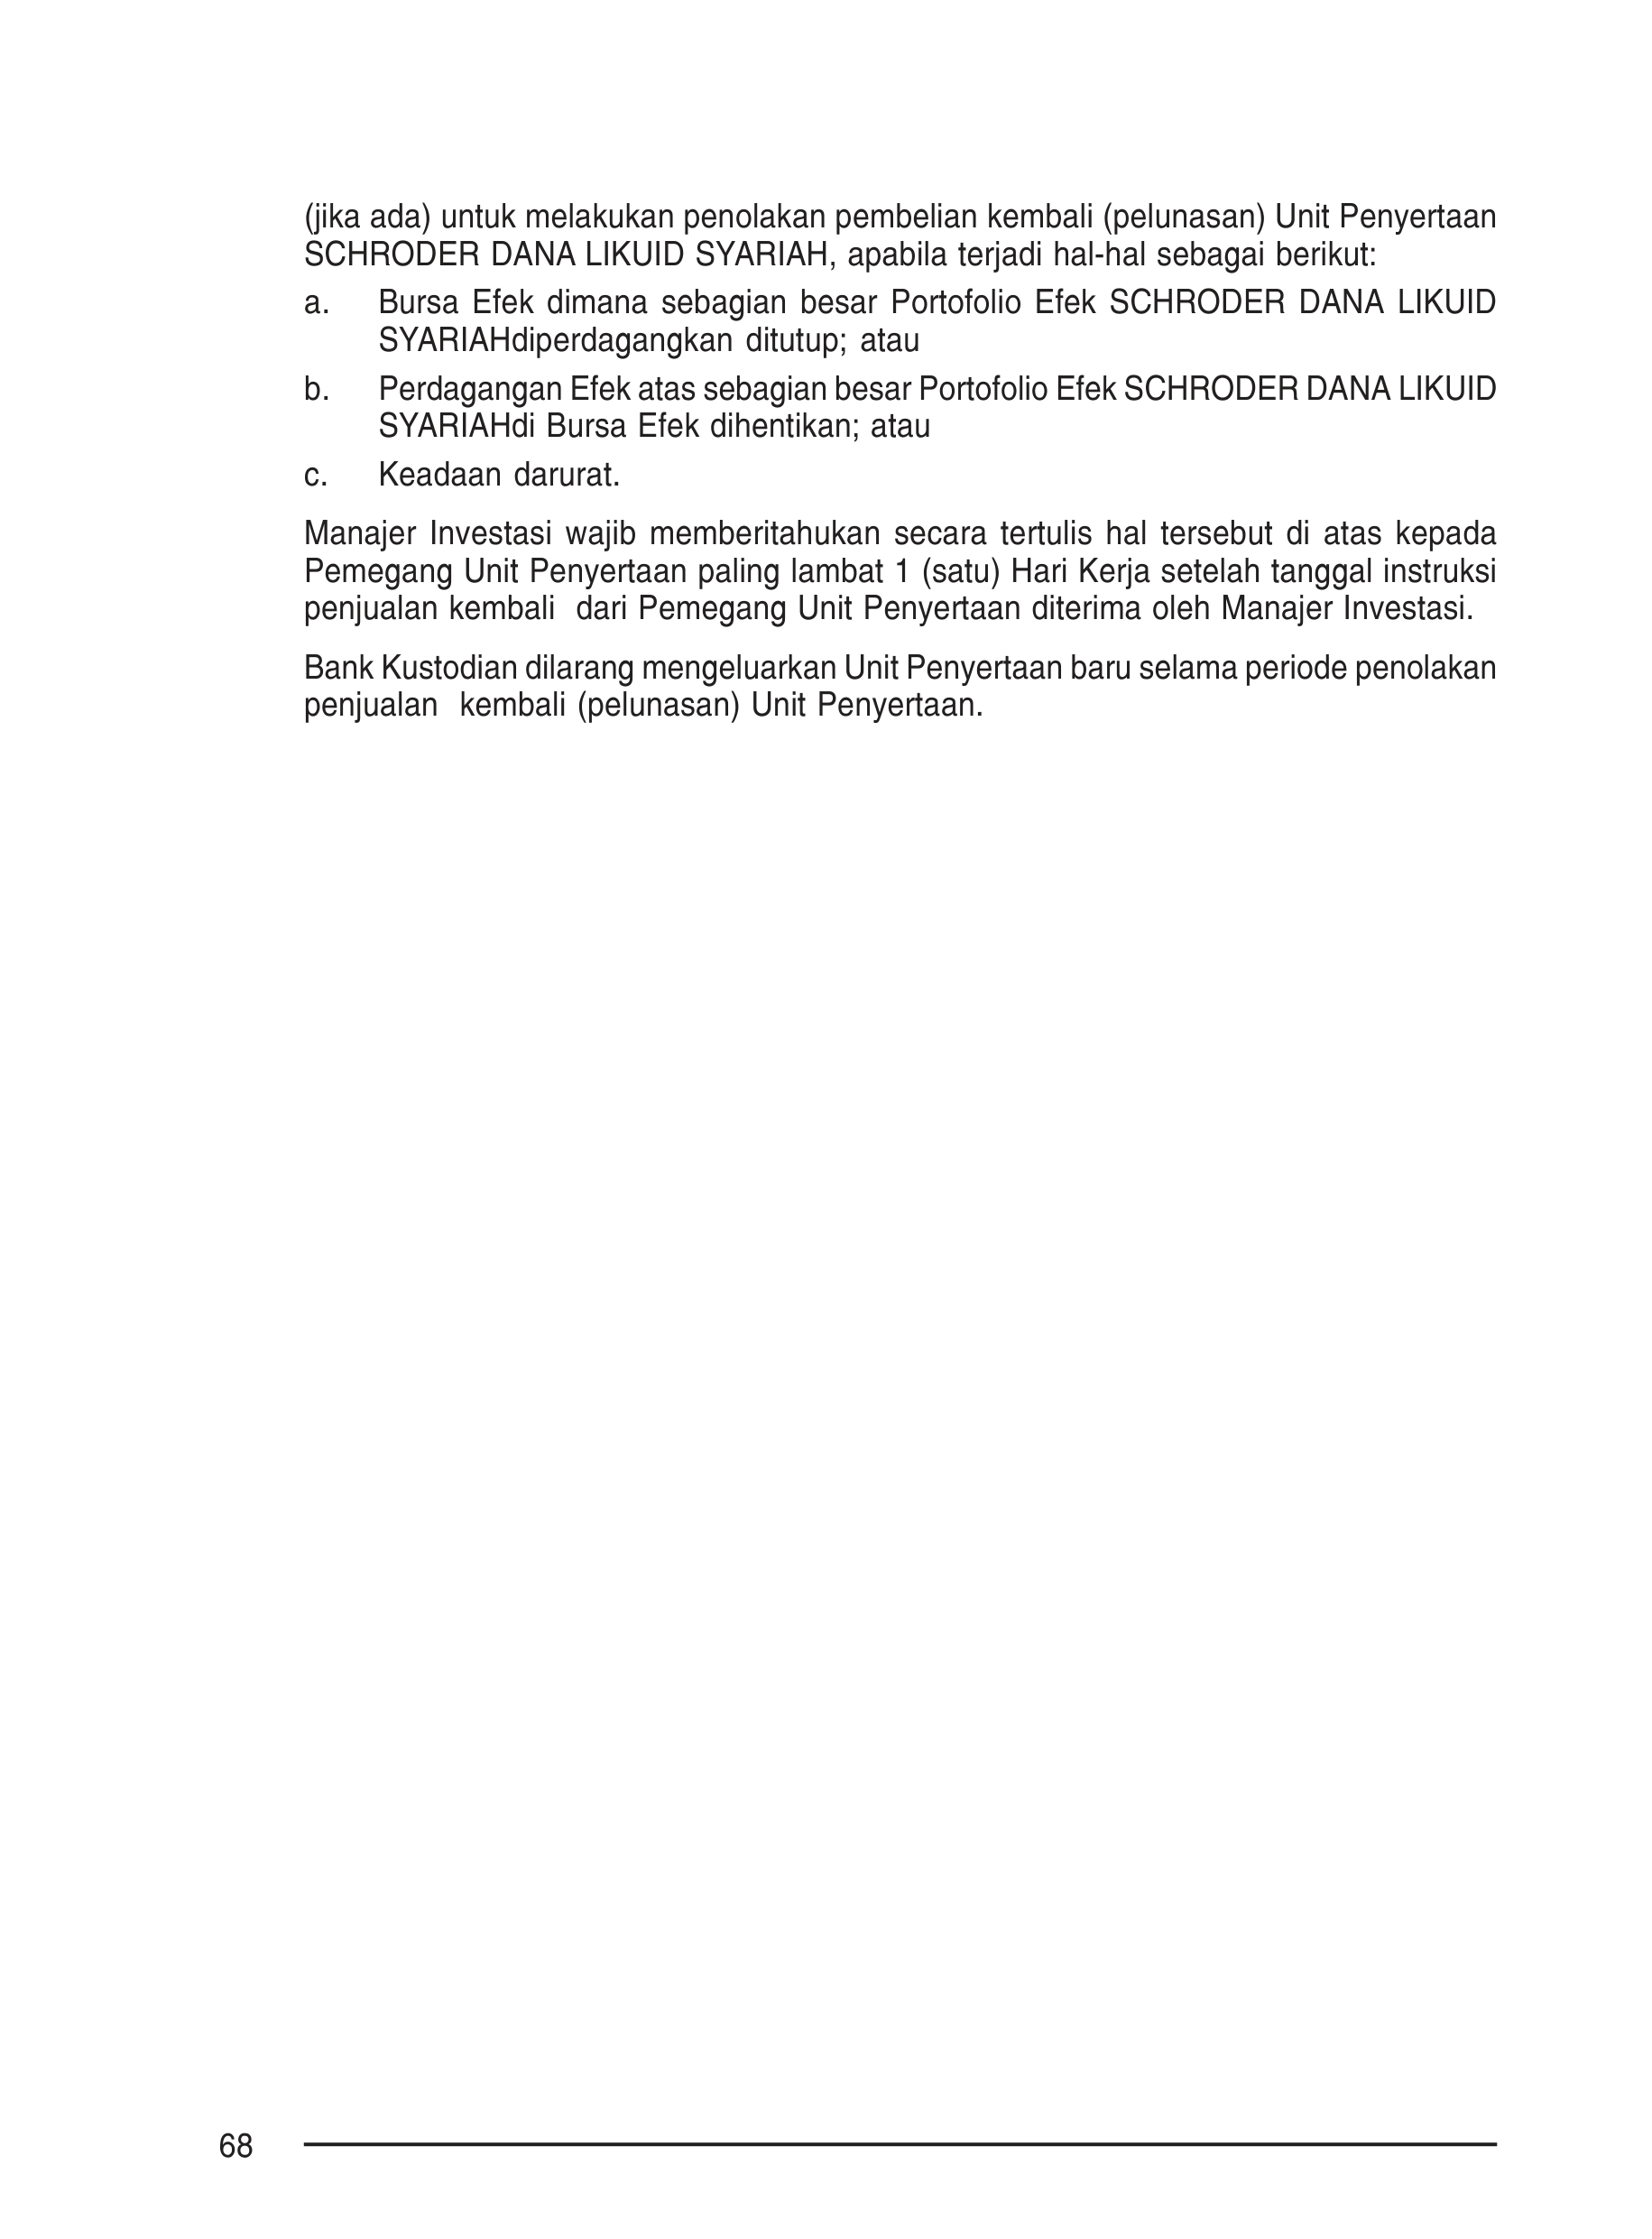 (jika ada) untuk melakukan penolakan pembelian kembali (pelunasan) Unit Penyertaan
SCHRODER DANA LIKUID SYARIAH, apabila terjadi hal-hal sebagai berikut:
a. Bursa Efek dimana sebagian besar Portofolio Efek SCHRODER DANA LIKUID
SYARIAHdiperdagangkan ditutup; atau
b. Perdagangan Efek atas sebagian besar Portofolio Efek SCHRODER DANA LIKUID
SYARIAHdi Bursa Efek dihentikan; atau
c. Keadaan darurat.
Manajer Investasi wajib memberitahukan secara tertulis hal tersebut di atas kepada
Pemegang Unit Penyertaan paling lambat 1 (satu) Hari Kerja setelah tanggal instruksi
penjualan kembali  dari Pemegang Unit Penyertaan diterima oleh Manajer Investasi.
Bank Kustodian dilarang mengeluarkan Unit Penyertaan baru selama periode penolakan
penjualan  kembali (pelunasan) Unit Penyertaan.
68